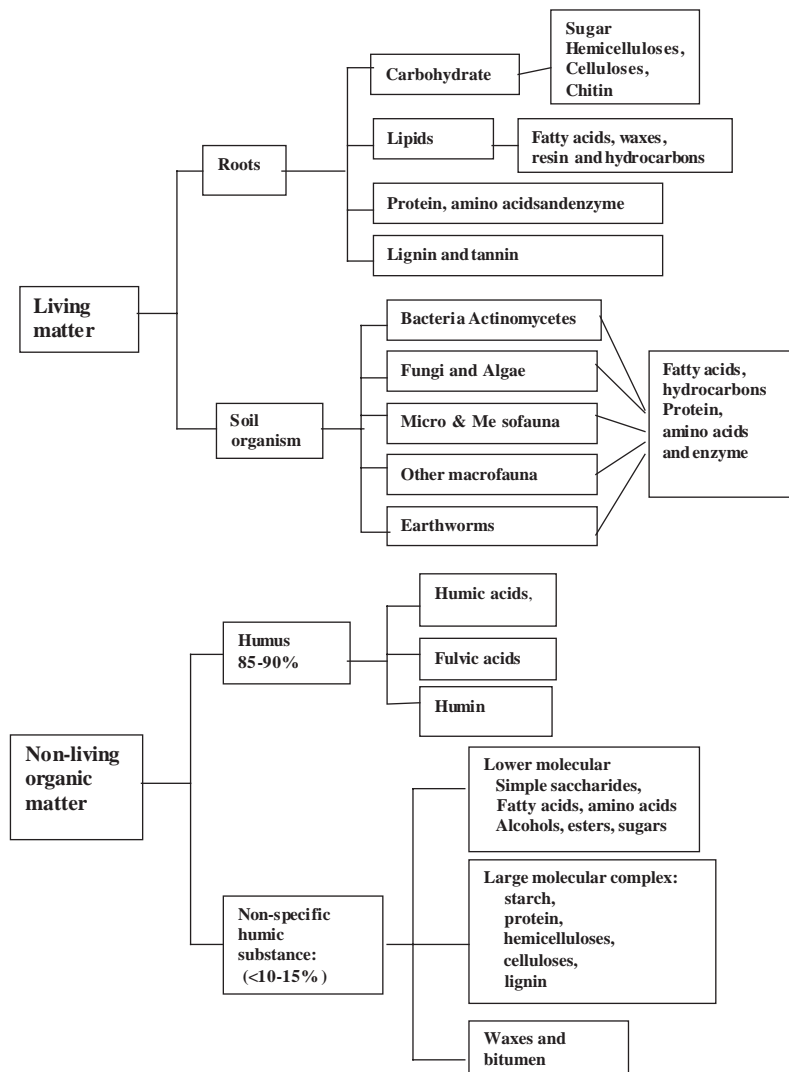 Sugar
Hemicelluloses,
Celluloses,
Chitin
Carbohydrate
Lipids
Fatty acids, waxes,
resin and hydrocarbons
Roots
Protein, amino acidsandenzyme
Lignin and tannin
Living
matter
Bacteria Actinomycetes
Fungi and Algae
Fatty acids,
hydrocarbons
Protein,
amino acids
and enzyme
Soil
organism
Micro & Me sofauna
Other macrofauna
Earthworms
Humic acids,
Humus
85-90%
Fulvic acids
Humin
Non-living
organic
matter
Lower molecular
Simple saccharides,
Fatty acids, amino acids
Alcohols, esters, sugars
Non-specific
humic
substance:
(<10-15%)
Large molecular complex:
starch,
protein,
hemicelluloses,
celluloses,
lignin
Waxes and
bitumen